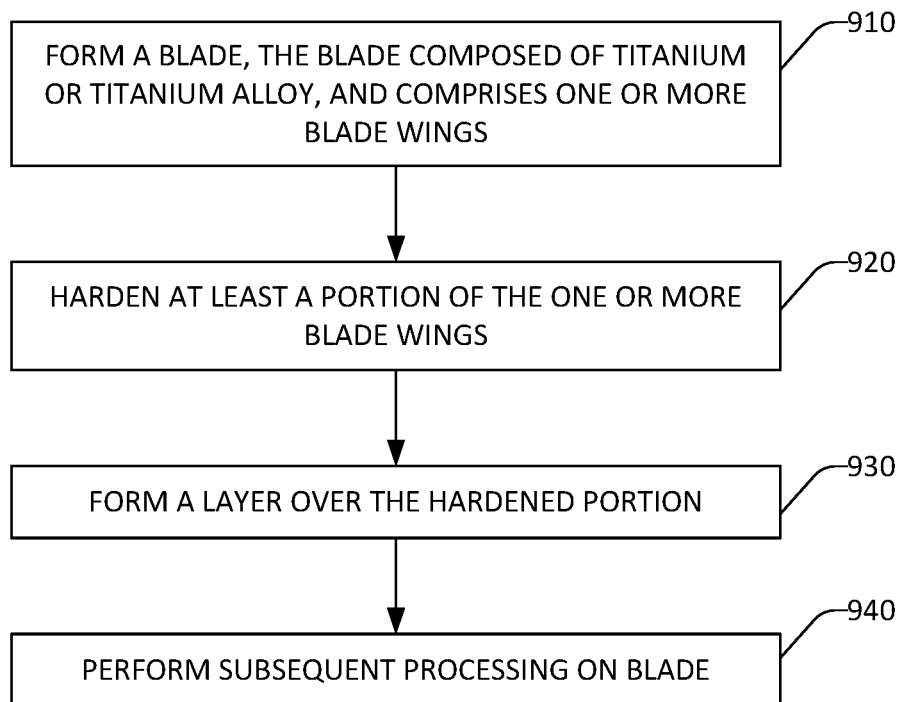 910
FORM A BLADE, THE BLADE COMPOSED OF TITANIUM
OR TITANIUM ALLOY, AND COMPRISES ONE OR MORE
BLADE WINGS
920
HARDEN AT LEAST A PORTION OF THE ONE OR MORE
BLADE WINGS
930
FORM A LAYER OVER THE HARDENED PORTION
940
PERFORM SUBSEQUENT PROCESSING ON BLADE